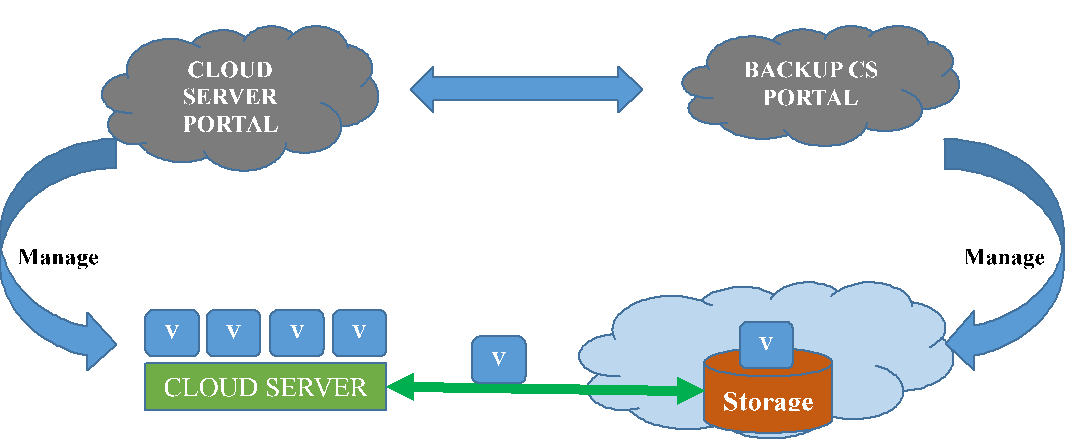 CLOUD
SERVER
PORTAL
BACKUP CS
PORTAL
Manage
Manage
V
V
V
V
V
V
CLOUD SERVER
Storage